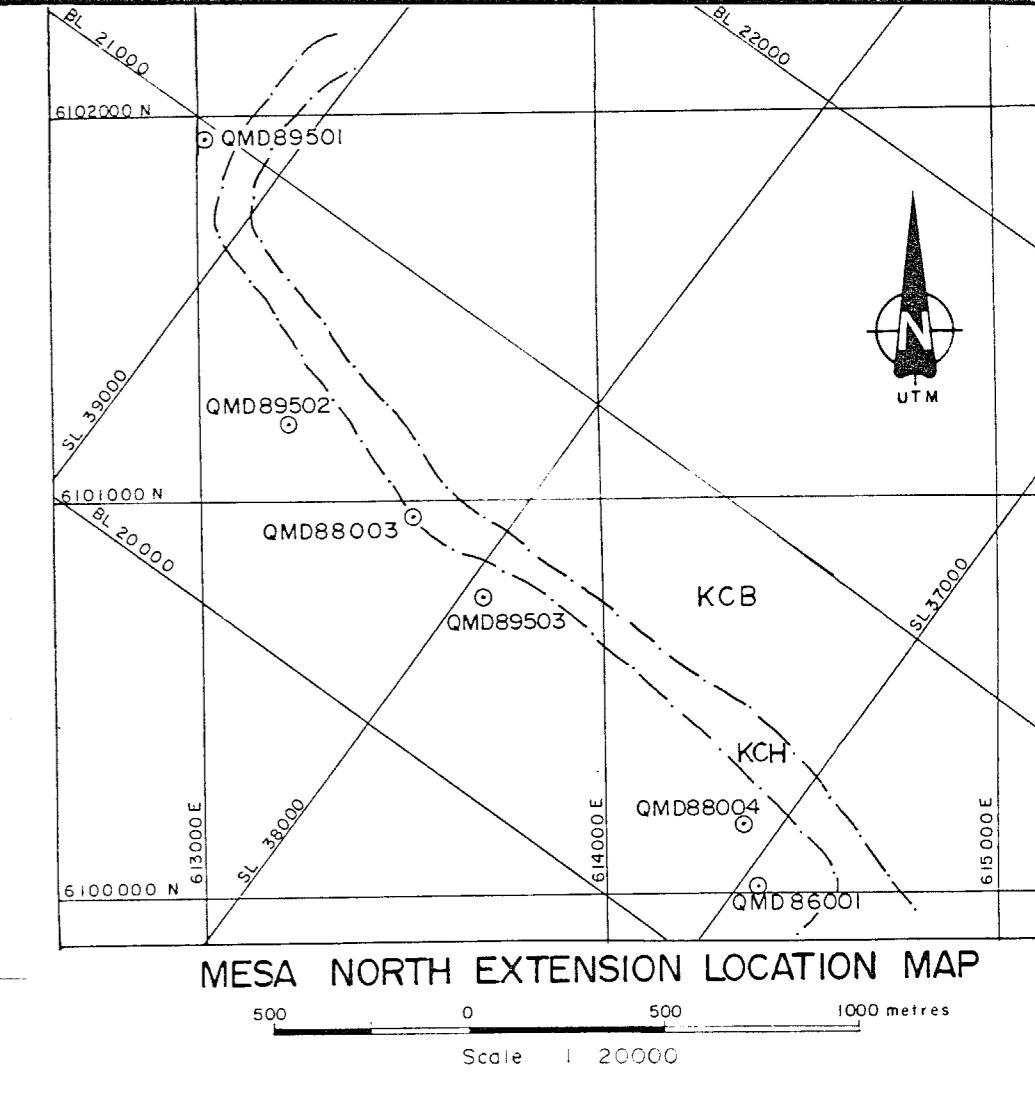 BL 21000
BL 22000
6102000 N
QMD89501
N
UTM
SL 39000
QMD89502
6101000 N
BL 20000
QMD88003
KCB
SL 37000
QMD89503
KCH
613000 E
SL 38000
614000 E
QMD88004
615000 E
6100000 N
QMD86001
MESA NORTH EXTENSION LOCATION MAP
500 0 500 1000 metres
Scale 1 20000